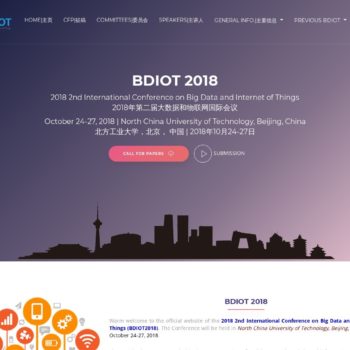 IOT
HOME|主页 CFP|征稿 COMMITTEES|委员会 SPEAKERS|主讲人 GENERAL INFO.|主要信息 PREVIOUS BDIOT
BDIOT 2018
2018 2nd International Conference on Big Data and Internet of Things
2018年第二届大数据和物联网国际会议
October 24-27, 2018 | North China University of Technology, Beijing, China
北方工业大学，北京， 中国 | 2018年10月24-27日
CALL FOR PAPERS SUBMISSION
BDIOT 2018
Warm welcome to the official website of the 2018 2nd International Conference on Big Data an
Things (BDIOT2018). The Conference will be held in North China University of Technology, Beijing,
October 24-27, 2018.